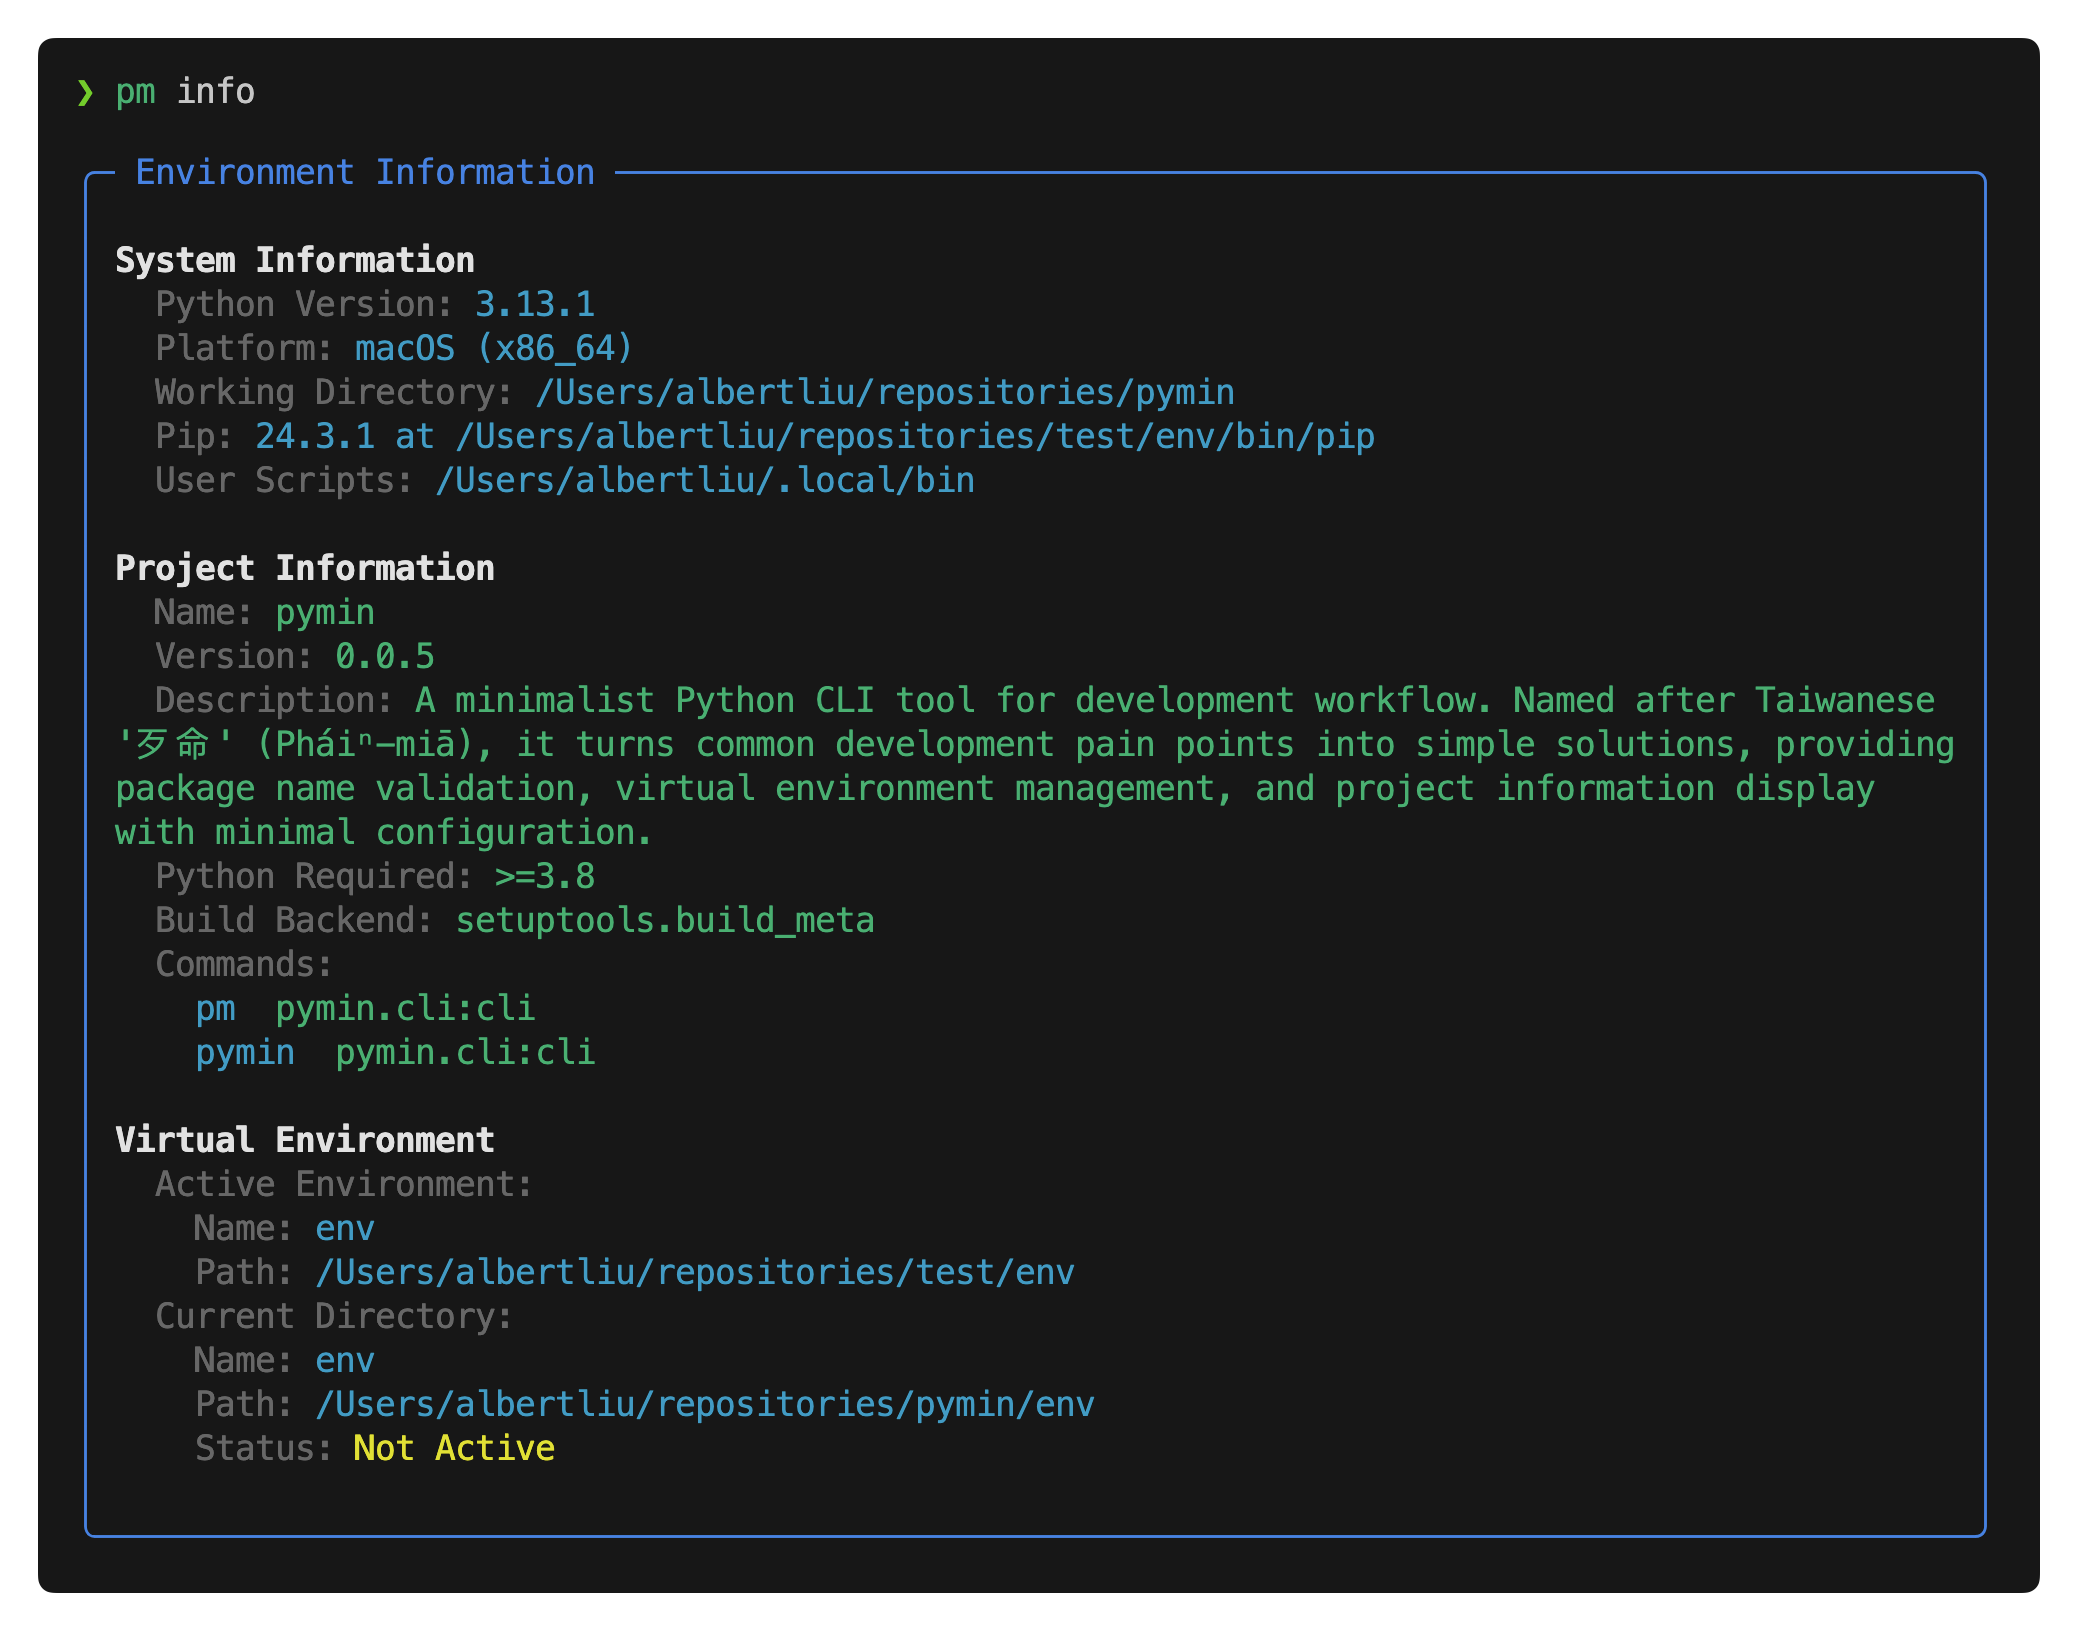 ❯ pm info
Environment Information
System Information
Python Version: 3.13.1
Platform: macOS (x86_64)
Working Directory: /Users/albertliu/repositories/pymin
Pip: 24.3.1 at /Users/albertliu/repositories/test/env/bin/pip
User Scripts: /Users/albertliu/.local/bin
Project Information
Name: pymin
Version: 0.0.5
Description: A minimalist Python CLI tool for development workflow. Named after Taiwanese
'歹命' (Pháiⁿ-miā), it turns common development pain points into simple solutions, providing
package name validation, virtual environment management, and project information display
with minimal configuration.
Python Required: >=3.8
Build Backend: setuptools.build_meta
Commands:
pm  pymin.cli:cli
pymin  pymin.cli:cli
Virtual Environment
Active Environment:
Name: env
Path: /Users/albertliu/repositories/test/env
Current Directory:
Name: env
Path: /Users/albertliu/repositories/pymin/env
Status: Not Active